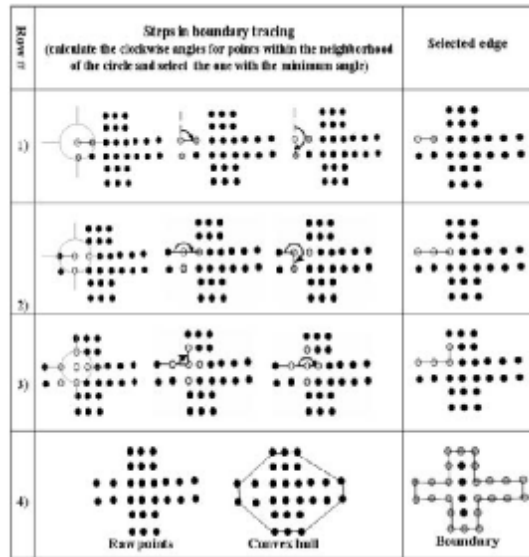 Steps in boundary tracing
(calculate the clockwise angles for points within the neighborhood
of the circle and select the one with the minimum angle)
Selected edge
1)
2)
3)
4)
Raw points
Convex hull
Boundary